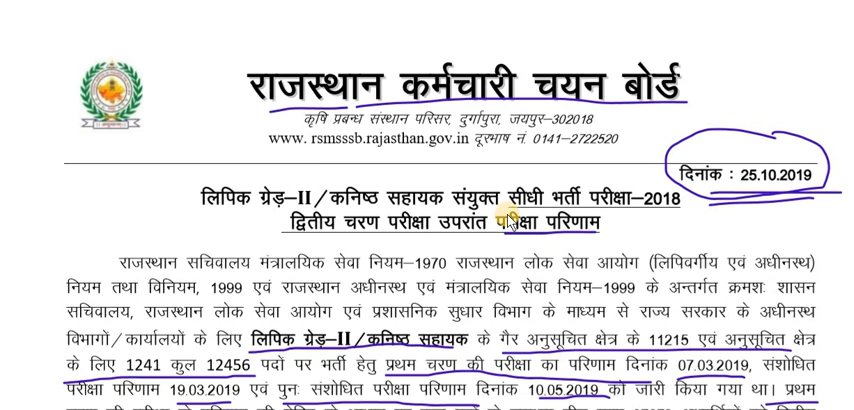 राजस्थान कर्मचारी चयन बोर्ड
कृषि प्रबन्ध संस्थान परिसर, दुर्गापुरा, जयपुर–302018
www. rsmsssb.rajasthan.gov.in दूरभाष नं. 0141–2722520
दिनांक : 25.10.2019
लिपिक ग्रेड़–II/कनिष्ठ सहायक संयुक्त सीधी भर्ती परीक्षा–2018
द्वितीय चरण परीक्षा उपरांत परीक्षा परिणाम
राजस्थान सचिवालय मंत्रालयिक सेवा नियम–1970 राजस्थान लोक सेवा आयोग (लिपिवर्गीय एवं अधीनस्थ)
नियम तथा विनियम, 1999 एवं राजस्थान अधीनस्थ एवं मंत्रालयिक सेवा नियम–1999 के अन्तर्गत क्रमशः शासन
सचिवालय, राजस्थान लोक सेवा आयोग एवं प्रशासनिक सुधार विभाग के माध्यम से राज्य सरकार के अधीनस्थ
विभागों/कार्यालयों के लिए लिपिक ग्रेड़–II/कनिष्ठ सहायक के गैर अनुसूचित क्षेत्र के 11215 एवं अनुसूचित क्षेत्र
के लिए 1241 कुल 12456 पदों पर भर्ती हेतु प्रथम चरण की परीक्षा का परिणाम दिनांक 07.03.2019, संशोधित
परीक्षा परिणाम 19.03.2019 एवं पुनः संशोधित परीक्षा परिणाम दिनांक 10.05.2019 को जारी किया गया था। प्रथम